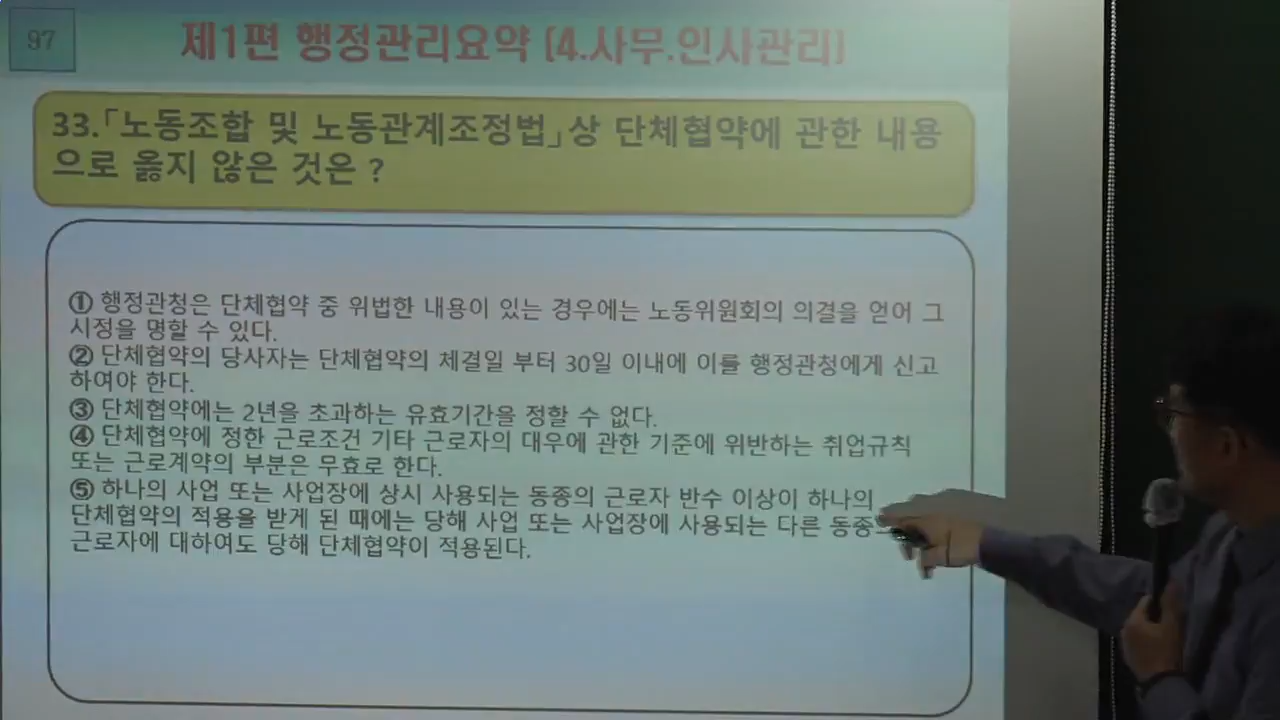 97
제1편 행정관리요약 [4.사무.인사관리]
33.「노동조합 및 노동관계조정법」상 단체협약에 관한 내용
으로 옳지 않은 것은 ?
① 행정관청은 단체협약 중 위법한 내용이 있는 경우에는 노동위원회의 의결을 얻어 그
시정을 명할 수 있다.
② 단체협약의 당사자는 단체협약의 체결일 부터 30일 이내에 이를 행정관청에게 신고
하여야 한다.
③ 단체협약에는 2년을 초과하는 유효기간을 정할 수 없다.
④ 단체협약에 정한 근로조건 기타 근로자의 대우에 관한 기준에 위반하는 취업규칙
또는 근로계약의 부분은 무효로 한다.
⑤ 하나의 사업 또는 사업장에 상시 사용되는 동종의 근로자 반수 이상이 하나의
단체협약의 적용을 받게 된 때에는 당해 사업 또는 사업장에 사용되는 다른 동종
근로자에 대하여도 당해 단체협약이 적용된다.